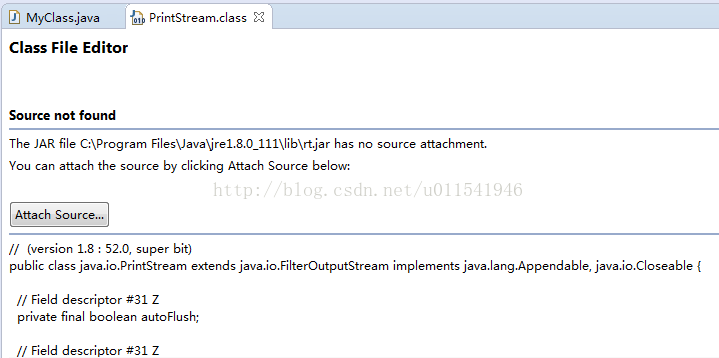 MyClass.java PrintStream.class
Class File Editor
Source not found
The JAR file C:\Program Files\Java\jre1.8.0_111\lib\rt.jar has no source attachment.
You can attach the source by clicking Attach Source below:
http://blog.csdn.net/u011541946
Attach Source...
// (version 1.8 : 52.0, super bit)
public class java.io.PrintStream extends java.io.FilterOutputStream implements java.lang.Appendable, java.io.Closeable {
// Field descriptor #31 Z
private final boolean autoFlush;
// Field descriptor #31 Z